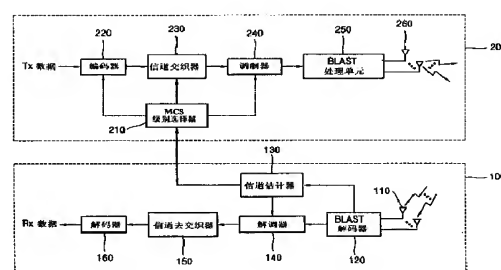 220
230
240
250
260
Tx 数据
编码器
信道交织器
调制器
BLAST
处理单元
20
MCS
级别选择器
210
130
信道估计器
110
10
Rx 数据
解码器
信道去交织器
解调器
BLAST
解码器
160
150
140
120